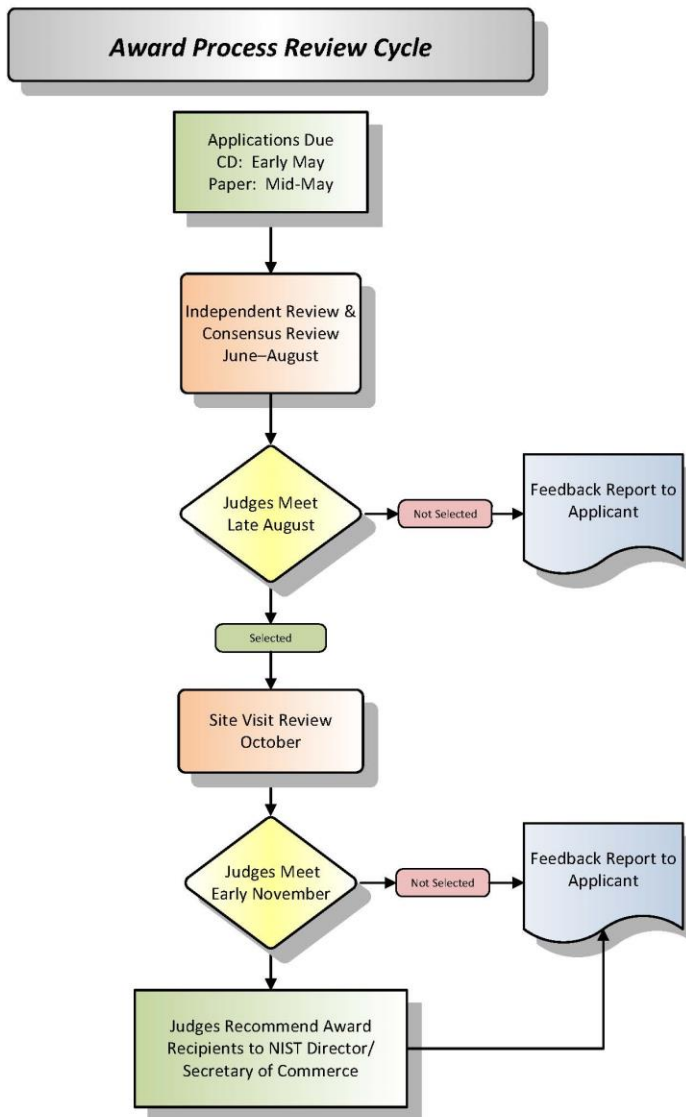 Award Process Review Cycle
Applications Due
CD: Early May
Paper: Mid-May
Independent Review &
Consensus Review
June–August
Judges Meet
Late August
Not Selected
Feedback Report to
Applicant
Selected
Site Visit Review
October
Judges Meet
Early November
Not Selected
Feedback Report to
Applicant
Judges Recommend Award
Recipients to NIST Director/
Secretary of Commerce